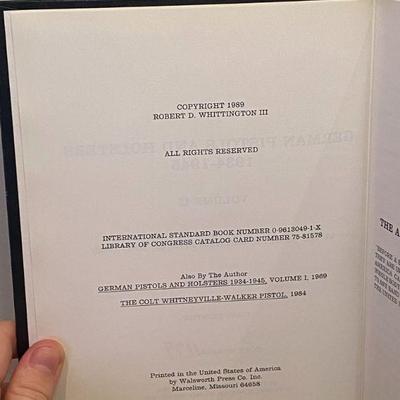 COPYRIGHT 1989
ROBERT D. WHITTINGTON III
ALL RIGHTS RESERVED
INTERNATIONAL STANDARD BOOK NUMBER 0-9613049-1-X
LIBRARY OF CONGRESS CATALOG CARD NUMBER 75-81578
Also By the Author
GERMAN PISTOLS AND HOLSTERS 1934-1945, VOLUME I, 1969
THE COLT WHITNEYVILLE-WALKER PISTOL, 1984
Printed in the United States of America
by Walsworth Press Co. Inc.
Marceline, Missouri 64658
THE A